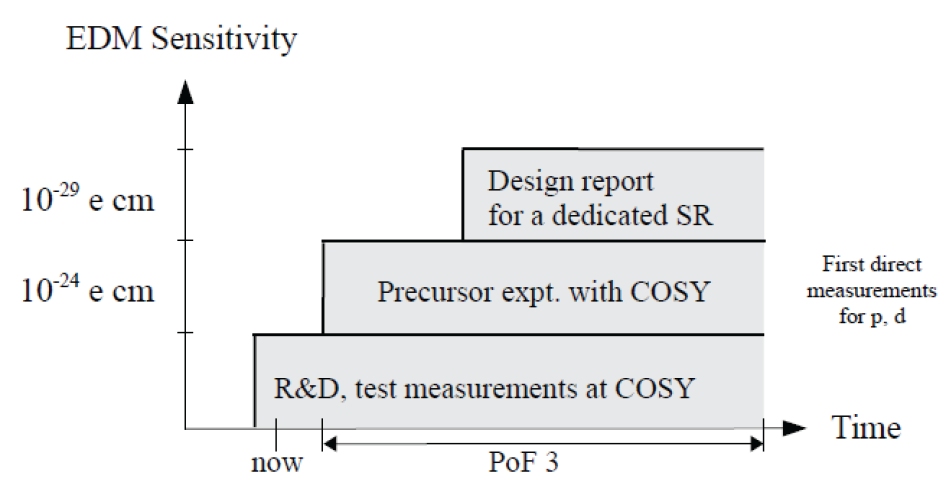 EDM Sensitivity
10-29 e cm
Design report
for a dedicated SR
10-24 e cm
Precursor expt. with COSY
First direct
measurements
for p, d
R&D, test measurements at COSY
Time
now
PoF 3